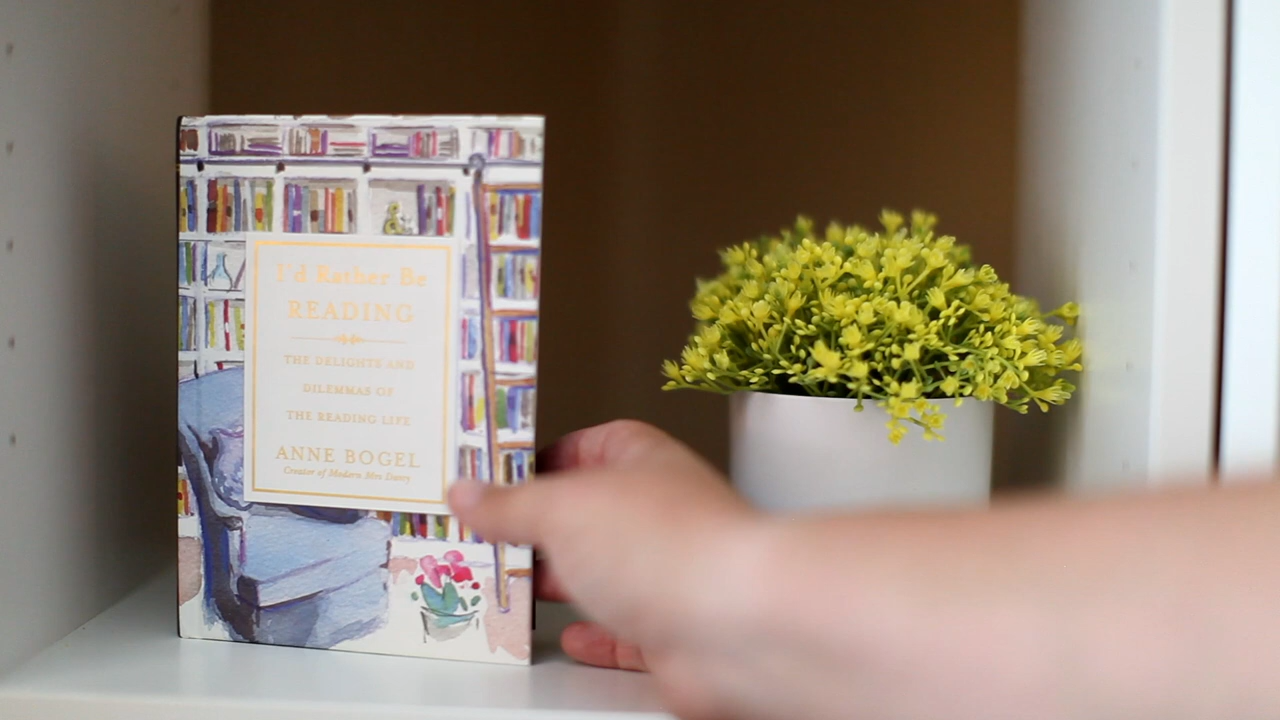 I'd Rather Be
READING
THE DELIGHTS AND
DILEMMAS OF
THE READING LIFE
ANNE BOGEL
Creator of Modern Mrs Darcy